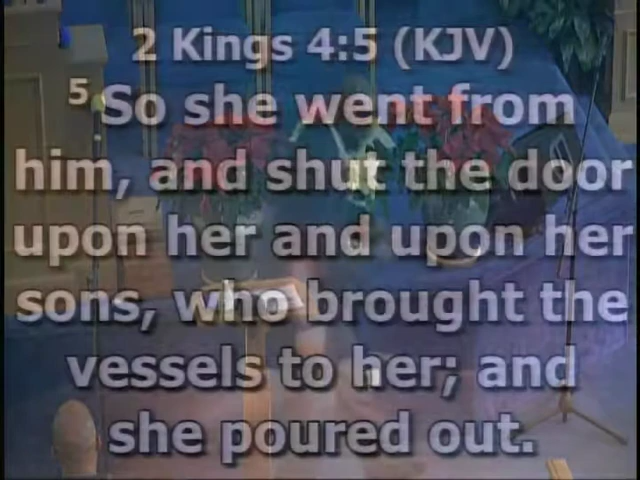 2 Kings 4:5 (KJV)
5 So she went from
him, and shut the door
upon her and upon her
sons, who brought the
vessels to her; and
she poured out.